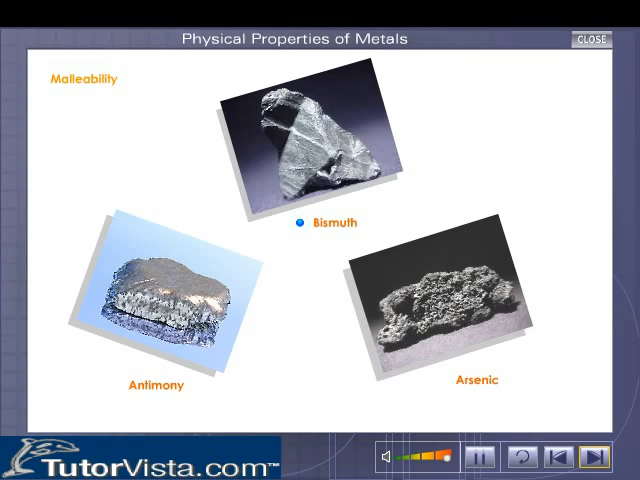 Physical Properties of Metals
CLOSE
Malleability
Bismuth
Antimony
Arsenic
TutorVista.com™